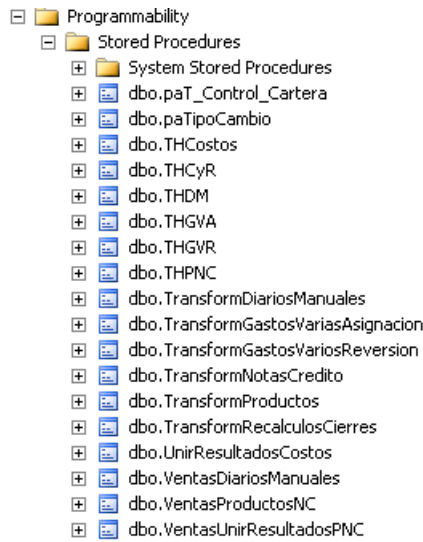 Programmability
Stored Procedures
System Stored Procedures
dbo.paT_Control_Cartera
dbo.paTipoCambio
dbo.THCostos
dbo.THCyR
dbo.THDM
dbo.THGVA
dbo.THGVR
dbo.THPNC
dbo.TransformDiariosManuales
dbo.TransformGastosVariasAsignacion
dbo.TransformGastosVariosReversion
dbo.TransformNotasCredito
dbo.TransformProductos
dbo.TransformRecalculosCierres
dbo.UnirResultadosCostos
dbo.VentasDiariosManuales
dbo.VentasProductosNC
dbo.VentasUnirResultadosPNC